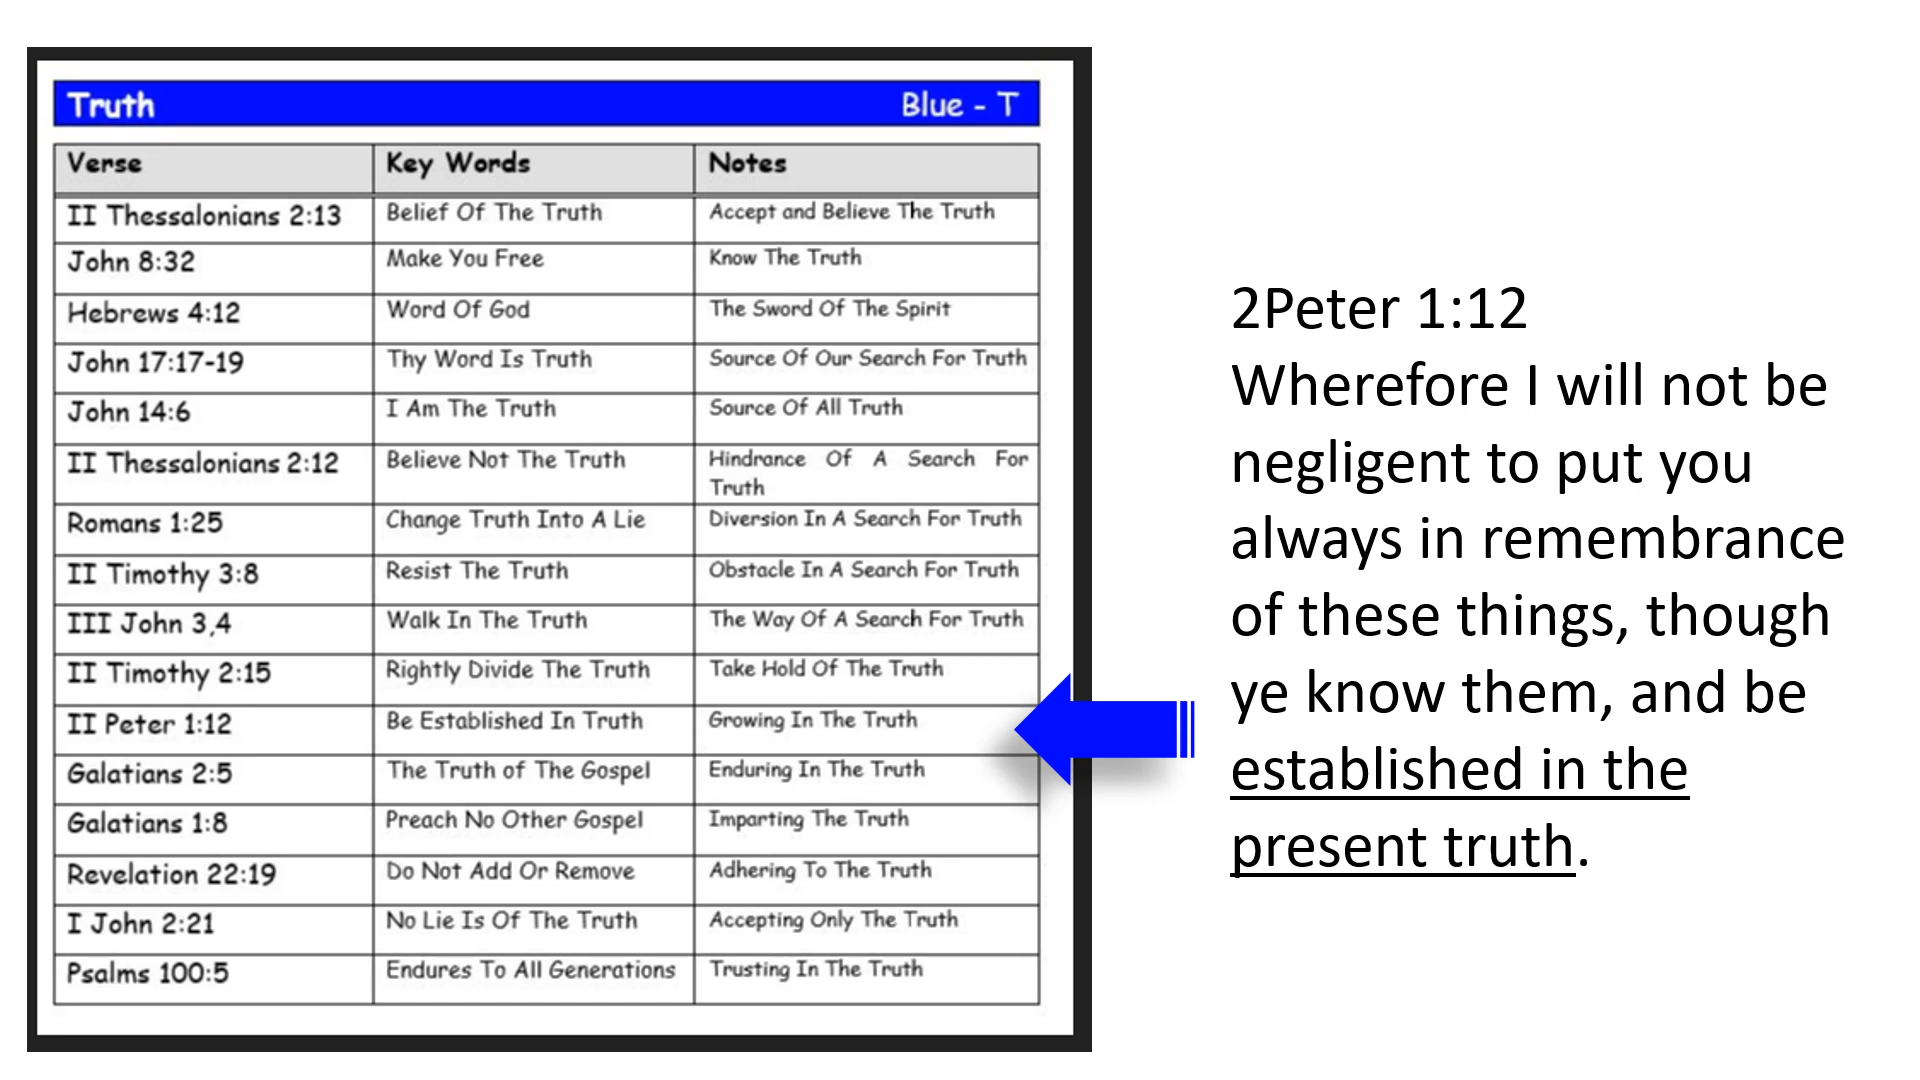 Truth Blue - T
Verse Key Words Notes
II Thessalonians 2:13 Belief Of The Truth Accept and Believe The Truth
John 8:32 Make You Free Know The Truth
Hebrews 4:12 Word Of God The Sword Of The Spirit
John 17:17-19 Thy Word Is Truth Source Of Our Search For Truth
John 14:6 I Am The Truth Source Of All Truth
II Thessalonians 2:12 Believe Not The Truth Hindrance Of A Search For
Truth
Romans 1:25 Change Truth Into A Lie Diversion In A Search For Truth
II Timothy 3:8 Resist The Truth Obstacle In A Search For Truth
III John 3,4 Walk In The Truth The Way Of A Search For Truth
II Timothy 2:15 Rightly Divide The Truth Take Hold Of The Truth
II Peter 1:12 Be Established In Truth Growing In The Truth
Galatians 2:5 The Truth of The Gospel Enduring In The Truth
Galatians 1:8 Preach No Other Gospel Imparting The Truth
Revelation 22:19 Do Not Add Or Remove Adhering To The Truth
I John 2:21 No Lie Is Of The Truth Accepting Only The Truth
Psalms 100:5 Endures To All Generations Trusting In The Truth
2Peter 1:12
Wherefore I will not be
negligent to put you
always in remembrance
of these things, though
ye know them, and be
established in the
present truth.